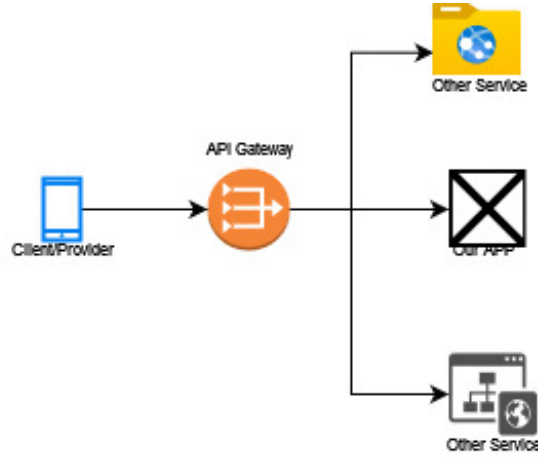 Other Service
API Gateway
Client/Provider
Our APP
Other Service